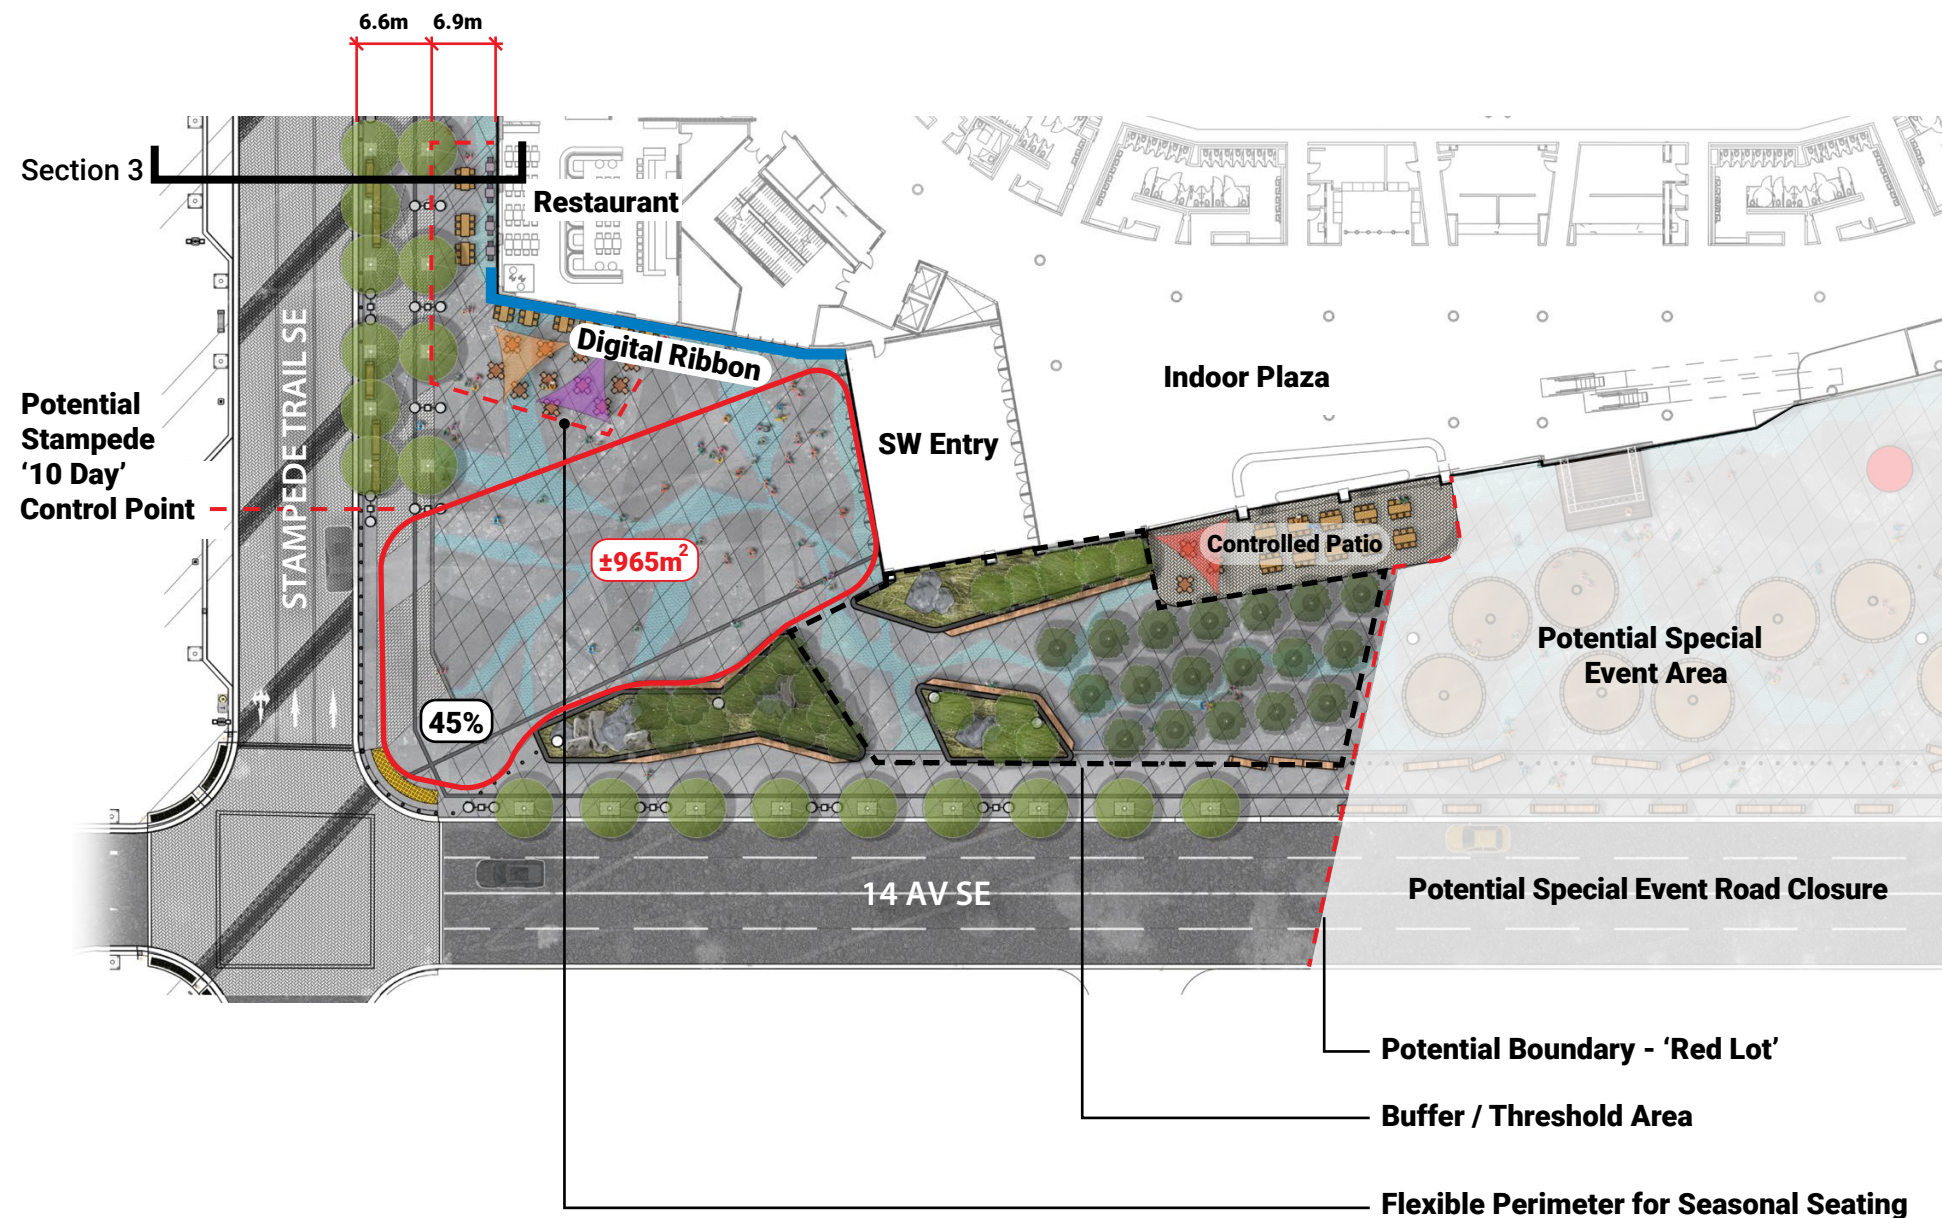 6.6m 6.9m
Section 3
Restaurant
Digital Ribbon
STAMPEDE TRAIL SE
Indoor Plaza
Potential
Stampede
‘10 Day’
Control Point
SW Entry
±965m²
Controlled Patio
Potential Special
Event Area
45%
14 AV SE
Potential Special Event Road Closure
Potential Boundary - ‘Red Lot’
Buffer / Threshold Area
Flexible Perimeter for Seasonal Seating